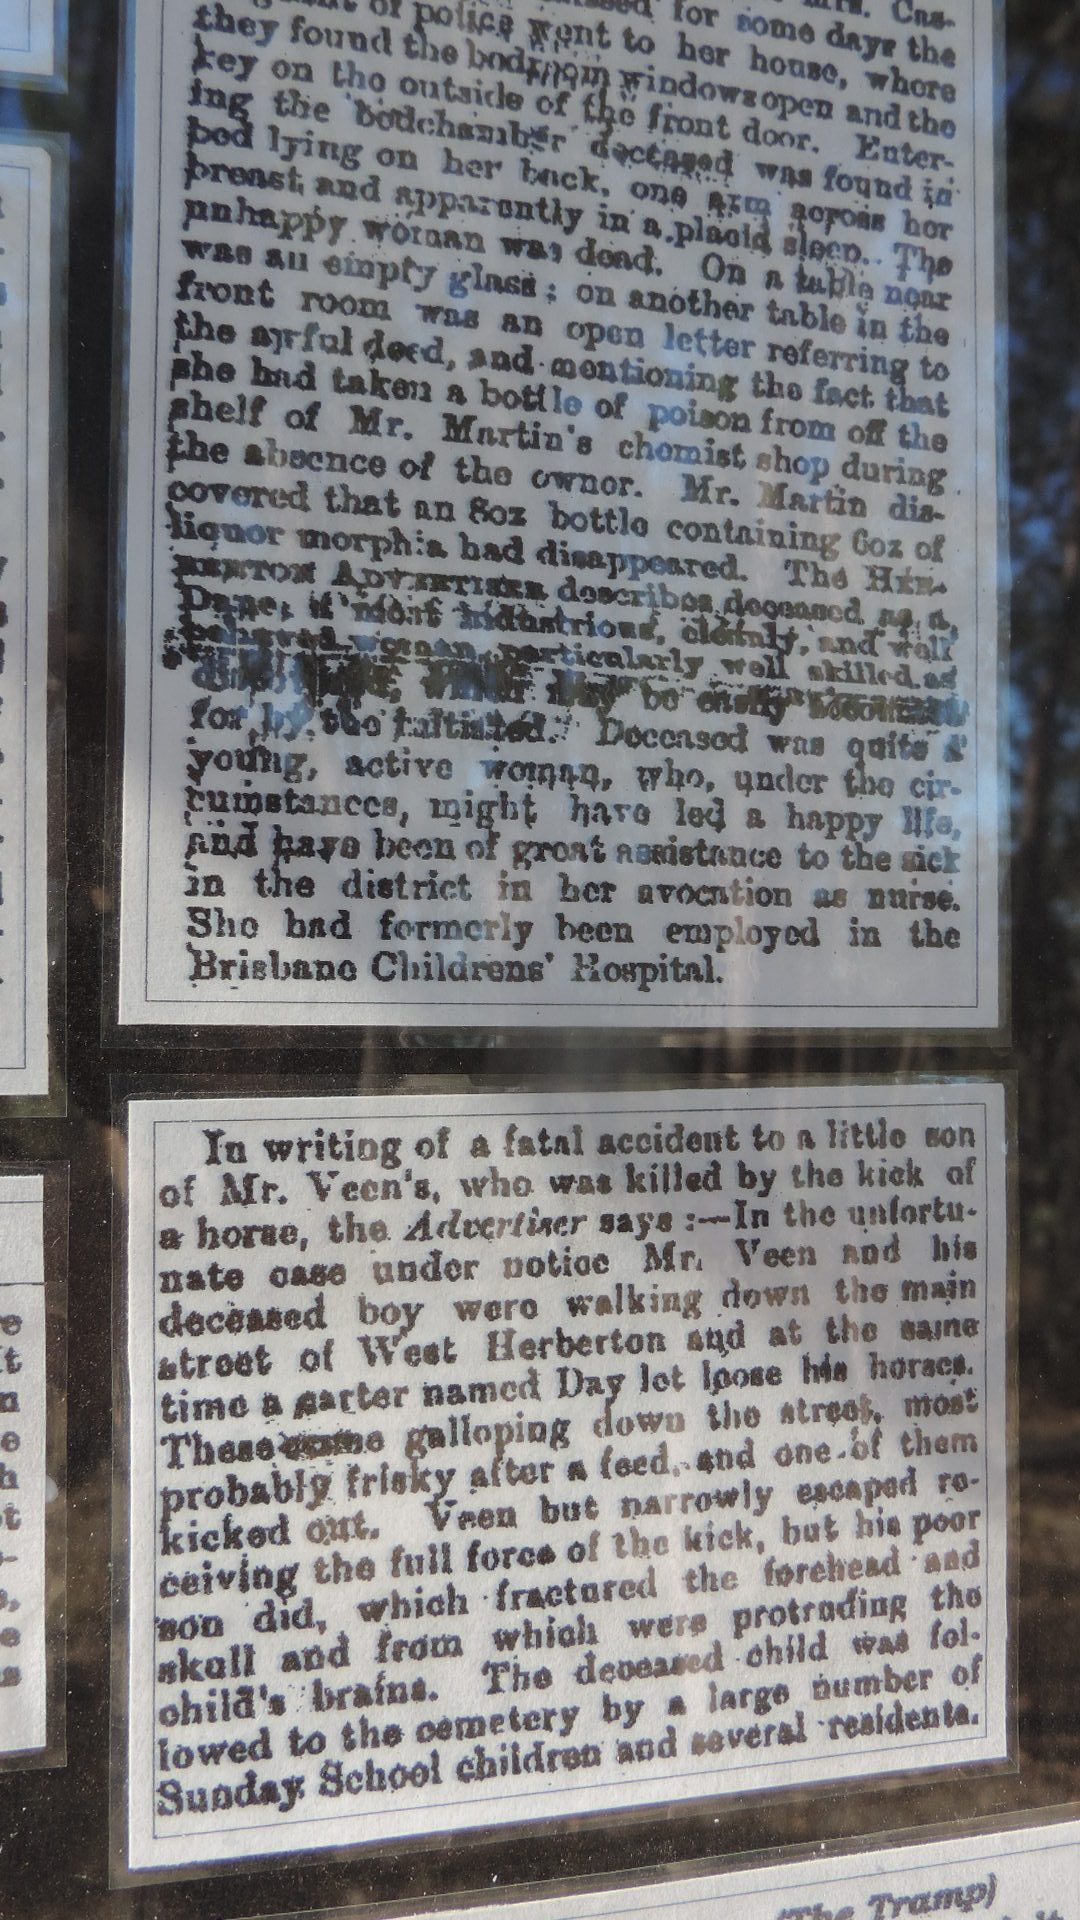 Mrs. Cas-
of police went to her house, where
for some days the
they found the bedroom windows open and the
key on the outside of the front door. Enter-
ing the bedchamber deceased was found in
bed lying on her back, one arm across her
breast, and apparently in a placid sleep. The
unhappy woman was dead. On a table near
was an empty glass; on another table in the
front room was an open letter referring to
the awful deed, and mentioning the fact that
she had taken a bottle of poison from off the
shelf of Mr. Martin's chemist shop during
the absence of the owner. Mr. Martin dis-
covered that an 8oz bottle containing 6oz of
liquor morphia had disappeared. The HER-
BERTON ADVERTISER describes deceased as a
Dane, a most industrious, cleanly, and well
behaved woman, particularly well skilled as
may be easily
for by the Deceased was quite a
young, active woman, who, under the cir-
cumstances, might have led a happy life,
and have been of great assistance to the sick
in the district in her avocation as nurse.
She had formerly been employed in the
Brisbane Childrens' Hospital.
In writing of a fatal accident to a little son
of Mr. Veen's, who was killed by the kick of
a horse, the Advertiser says:—In the unfortu-
nate case under notice Mr. Veen and his
deceased boy were walking down the main
street of West Herberton and at the same
time a carter named Day let loose his horses.
These came galloping down the street, most
probably frisky after a feed, and one of them
kicked out. Veen but narrowly escaped re-
ceiving the full force of the kick, but his poor
son did, which fractured the forehead and
skull and from which were protruding the
child's brains. The deceased child was fol-
lowed to the cemetery by a large number of
Sunday School children and several residents.
(The Tramp)